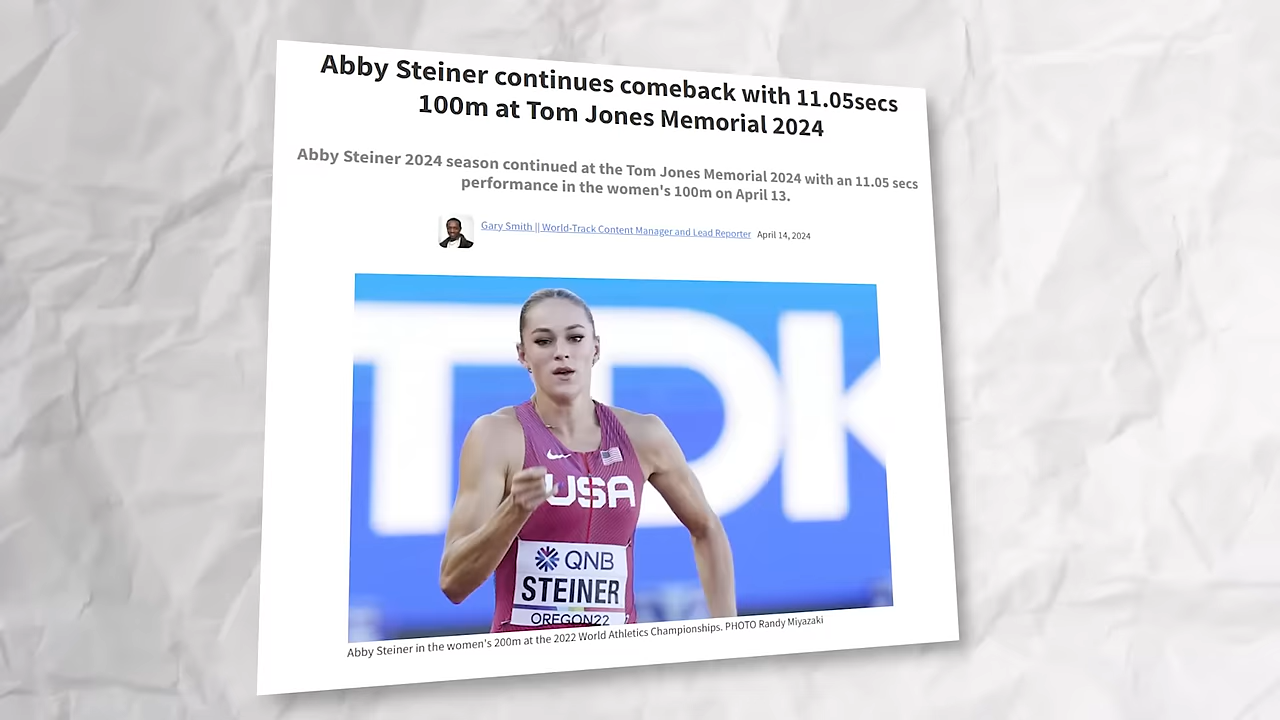 Abby Steiner continues comeback with 11.05secs
100m at Tom Jones Memorial 2024
Abby Steiner 2024 season continued at the Tom Jones Memorial 2024 with an 11.05 secs
performance in the women's 100m on April 13.
Gary Smith || World-Track Content Manager and Lead Reporter April 14, 2024
TDK
USA
QNB
STEINER
OREGON22
Abby Steiner in the women's 200m at the 2022 World Athletics Championships. PHOTO Randy Miyazaki